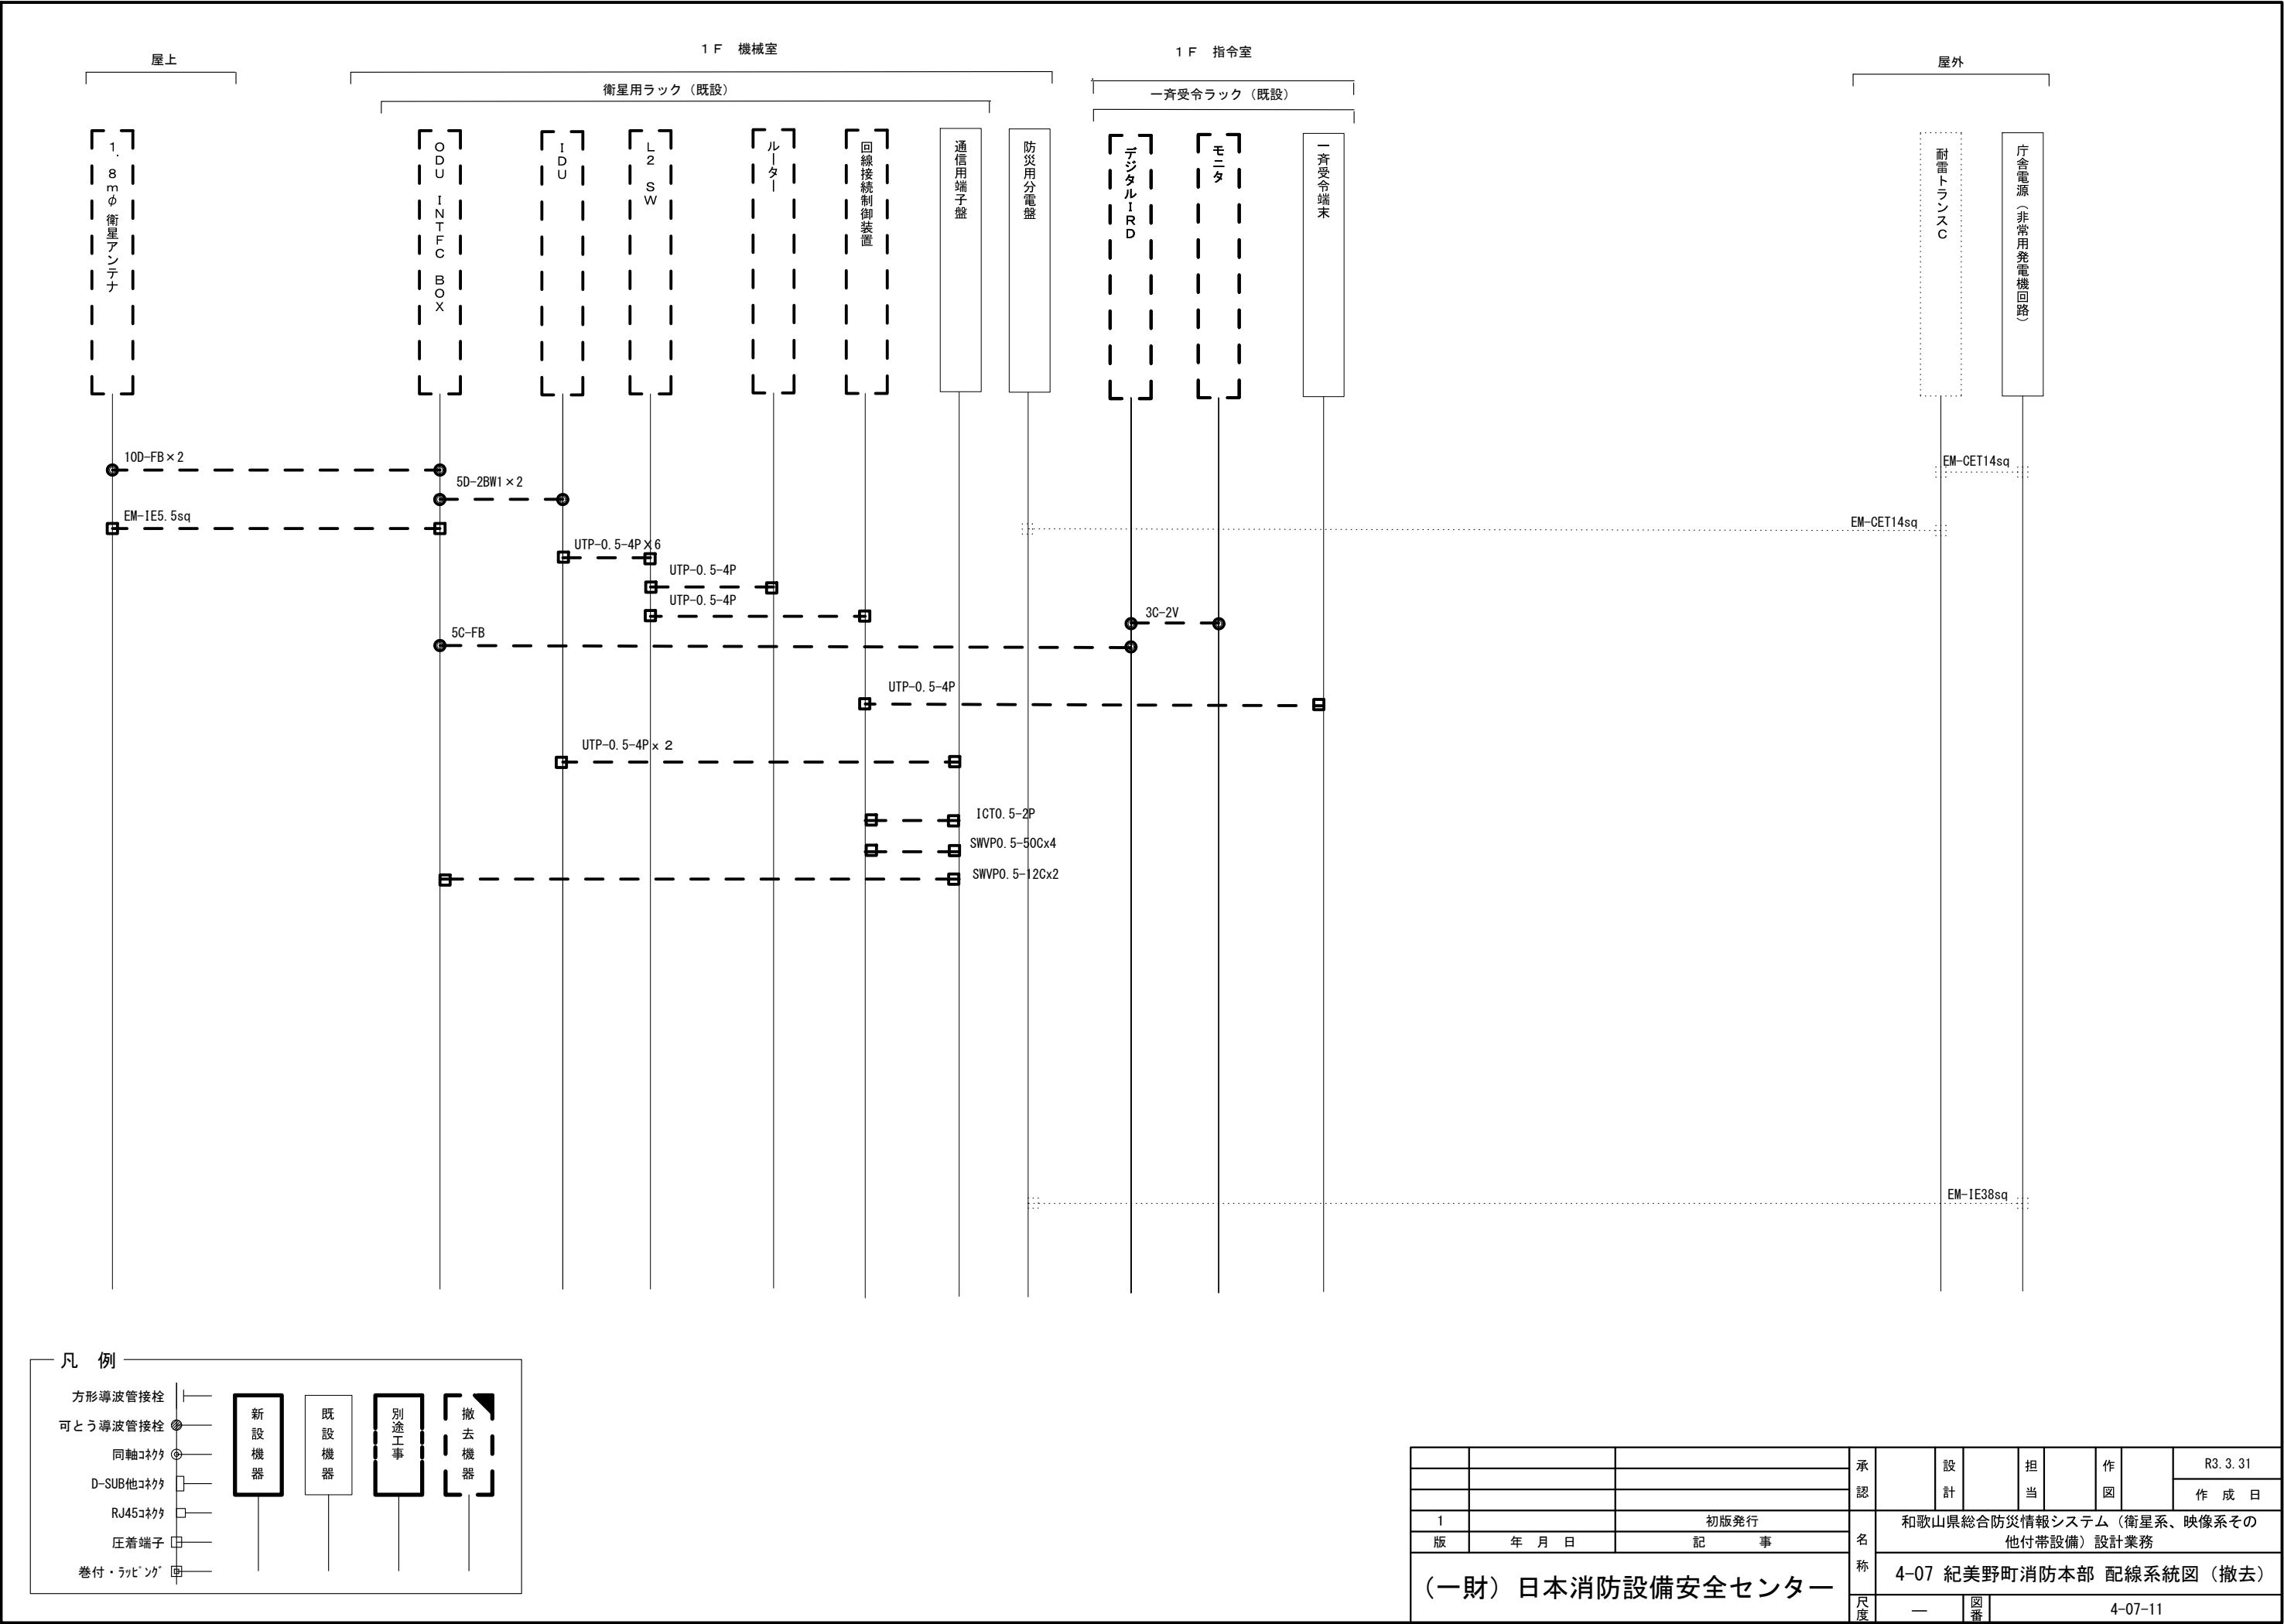 屋上
1F 機械室
1F 指令室
屋外
衛星用ラック（既設）
一斉受令ラック（既設）
1.8mφ衛星アンテナ
ODU INTFC BOX
IDU
L2 SW
ルーター
回線接続制御装置
通信用端子盤
防災用分電盤
デジタルIRD
モニタ
一斉受令端末
耐雷トランスC
庁舎電源（非常用発電機回路）
10D-FB×2
5D-2BW1×2
EM-IE5.5sq
EM-CET14sq
EM-CET14sq
UTP-0.5-4P×6
UTP-0.5-4P
UTP-0.5-4P
3C-2V
5C-FB
UTP-0.5-4P
UTP-0.5-4P×2
ICT0.5-2P
SWVP0.5-50Cx4
SWVP0.5-12Cx2
EM-IE38sq
凡 例
方形導波管接栓
可とう導波管接栓
同軸ｺﾈｸﾀ
D-SUB他ｺﾈｸﾀ
RJ45ｺﾈｸﾀ
圧着端子
巻付・ﾗｯﾋﾟﾝｸﾞ
新設機器
既設機器
別途工事
撤去機器
承認
設計
担当
作図
R3.3.31
作 成 日
1 初版発行
版 年 月 日 記 事
名称
和歌山県総合防災情報システム（衛星系、映像系その
他付帯設備）設計業務
4-07 紀美野町消防本部 配線系統図（撤去）
（一財）日本消防設備安全センター
尺度 ― 図番 4-07-11